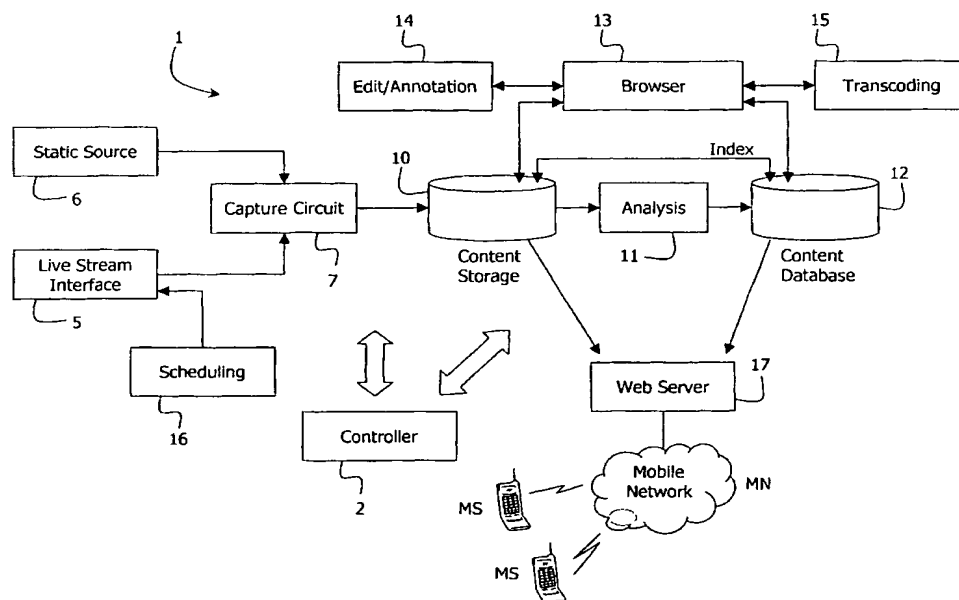 1
14
13
15
Edit/Annotation
Browser
Transcoding
Static Source
6
10
Index
12
Capture Circuit
7
Analysis
11
Content
Storage
Content
Database
Live Stream
Interface
5
Scheduling
16
Web Server
17
Controller
2
Mobile
Network
MN
MS
MS